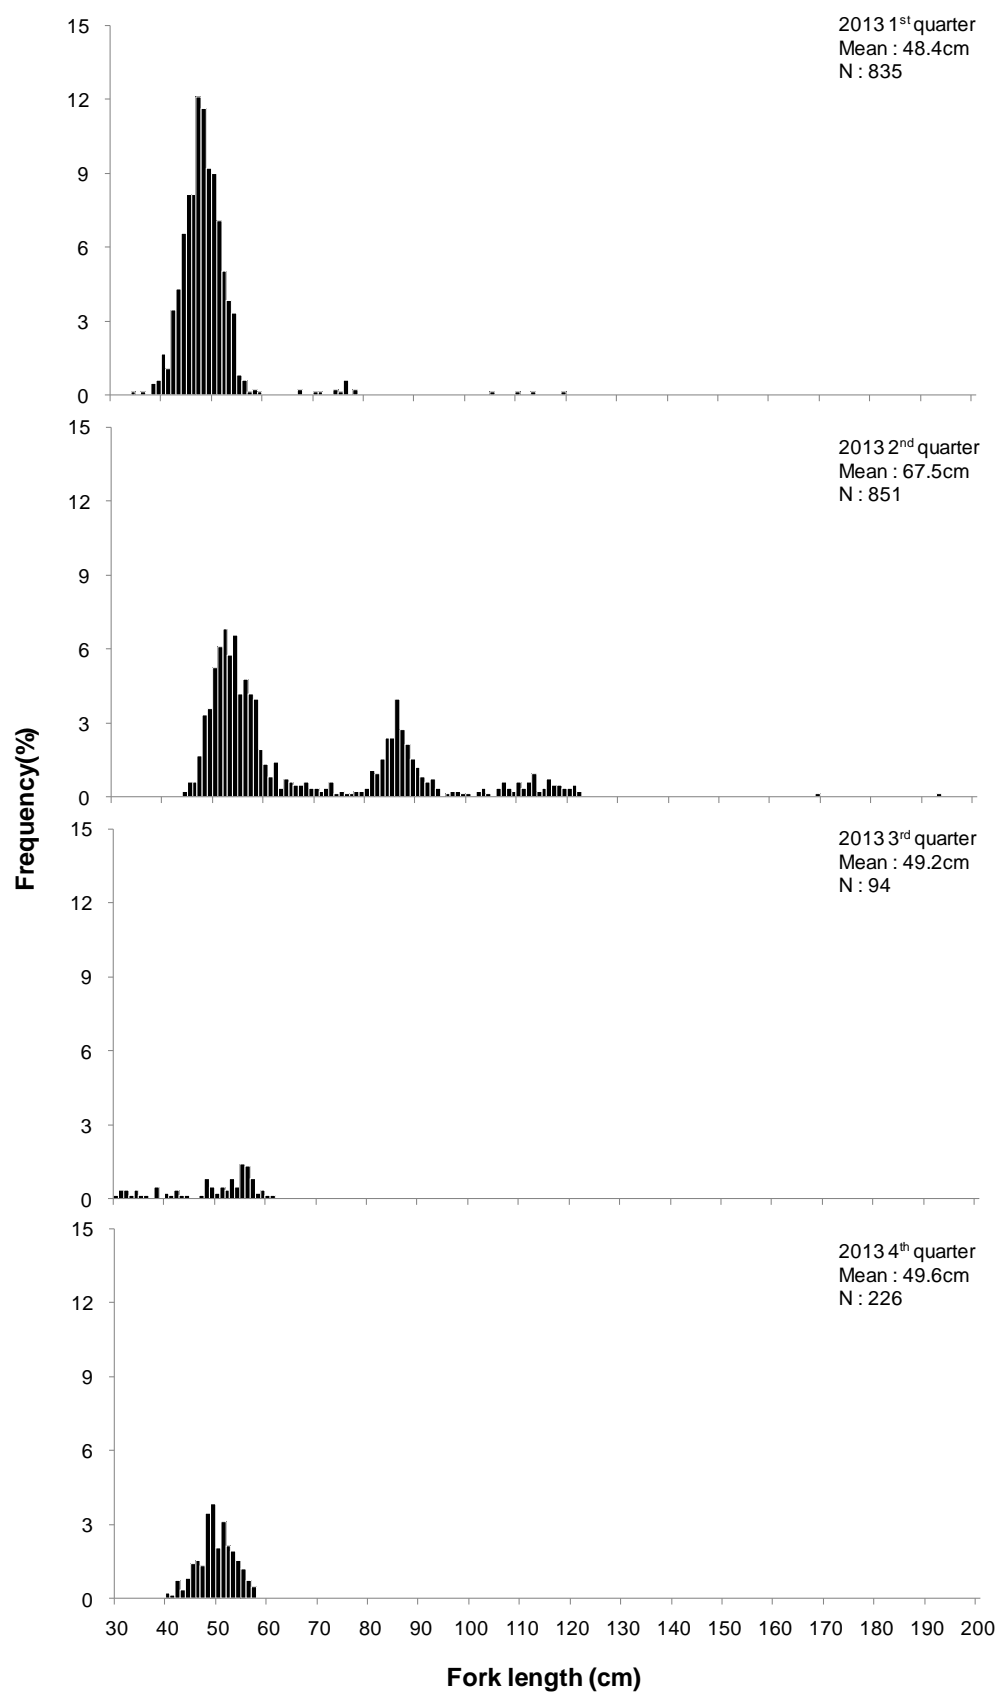 15
12
9
6
3
0
2013 1st quarter
Mean : 48.4cm
N : 835
15
12
9
6
3
0
2013 2nd quarter
Mean : 67.5cm
N : 851
Frequency(%)
15
12
9
6
3
0
2013 3rd quarter
Mean : 49.2cm
N : 94
15
12
9
6
3
0
2013 4th quarter
Mean : 49.6cm
N : 226
30 40 50 60 70 80 90 100 110 120 130 140 150 160 170 180 190 200
Fork length (cm)